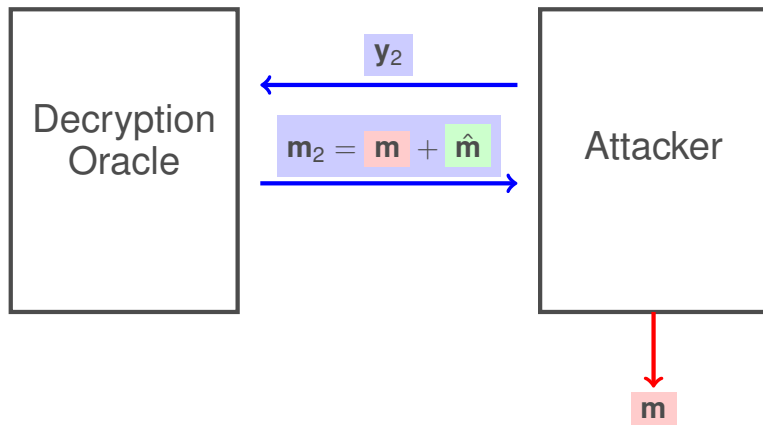 y₂
Decryption
Oracle
m₂ = m + m̂
Attacker
m